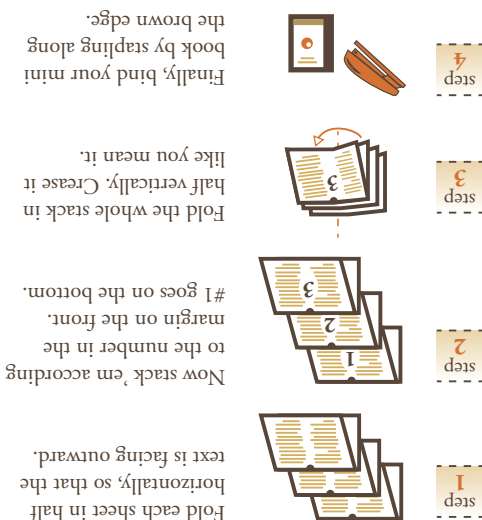 step
1
Fold each sheet in half
horizontally, so that the
text is facing outward.
step
2
1
2
3
Now stack ’em according
to the number in the
margin on the front.
#1 goes on the bottom.
step
3
3
Fold the whole stack in
half vertically. Crease it
like you mean it.
step
4
Finally, bind your mini
book by stapling along
the brown edge.